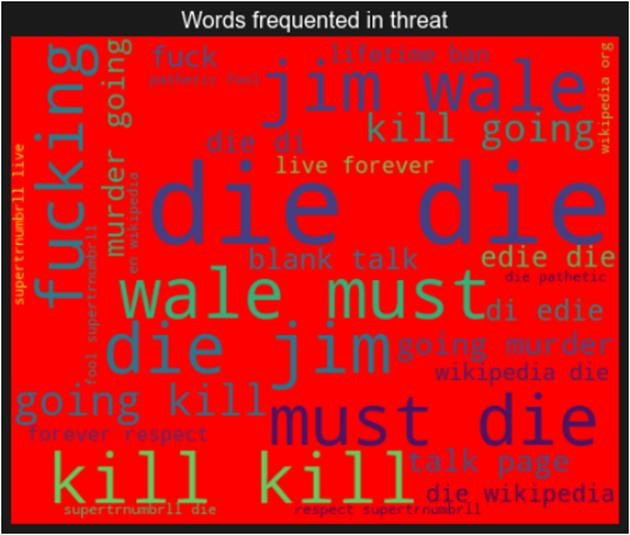 Words frequented in threat
fuck
lifetime ban
pathetic fool
jim wale
fucking
murder going
wikipedia org
kill going
die di
live forever
supertrnumbrll live
en wikipedia
die die
blank talk
edie die
die pathetic
wale must
di edie
fool supertrnumbrll
die jim
going murder
wikipedia die
going kill
must die
forever respect
kill kill
talk page
die wikipedia
supertrnumbrll die
respect supertrnumbrll